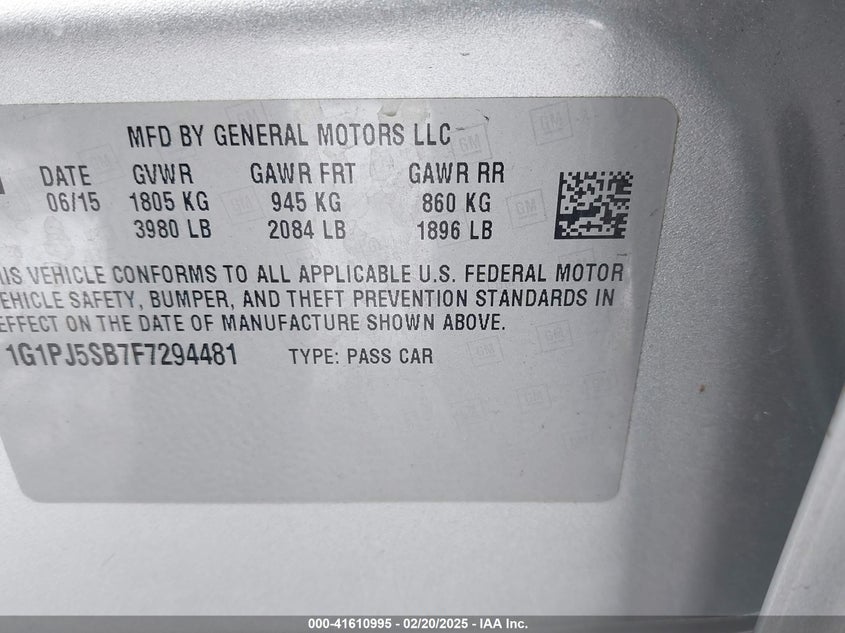 MFD BY GENERAL MOTORS LLC
DATE GVWR GAWR FRT GAWR RR
06/15 1805 KG 945 KG 860 KG
3980 LB 2084 LB 1896 LB
IS VEHICLE CONFORMS TO ALL APPLICABLE U.S. FEDERAL MOTOR
EHICLE SAFETY, BUMPER, AND THEFT PREVENTION STANDARDS IN
EFFECT ON THE DATE OF MANUFACTURE SHOWN ABOVE.
1G1PJ5SB7F7294481 TYPE: PASS CAR
000-41610995 - 02/20/2025 - IAA Inc.